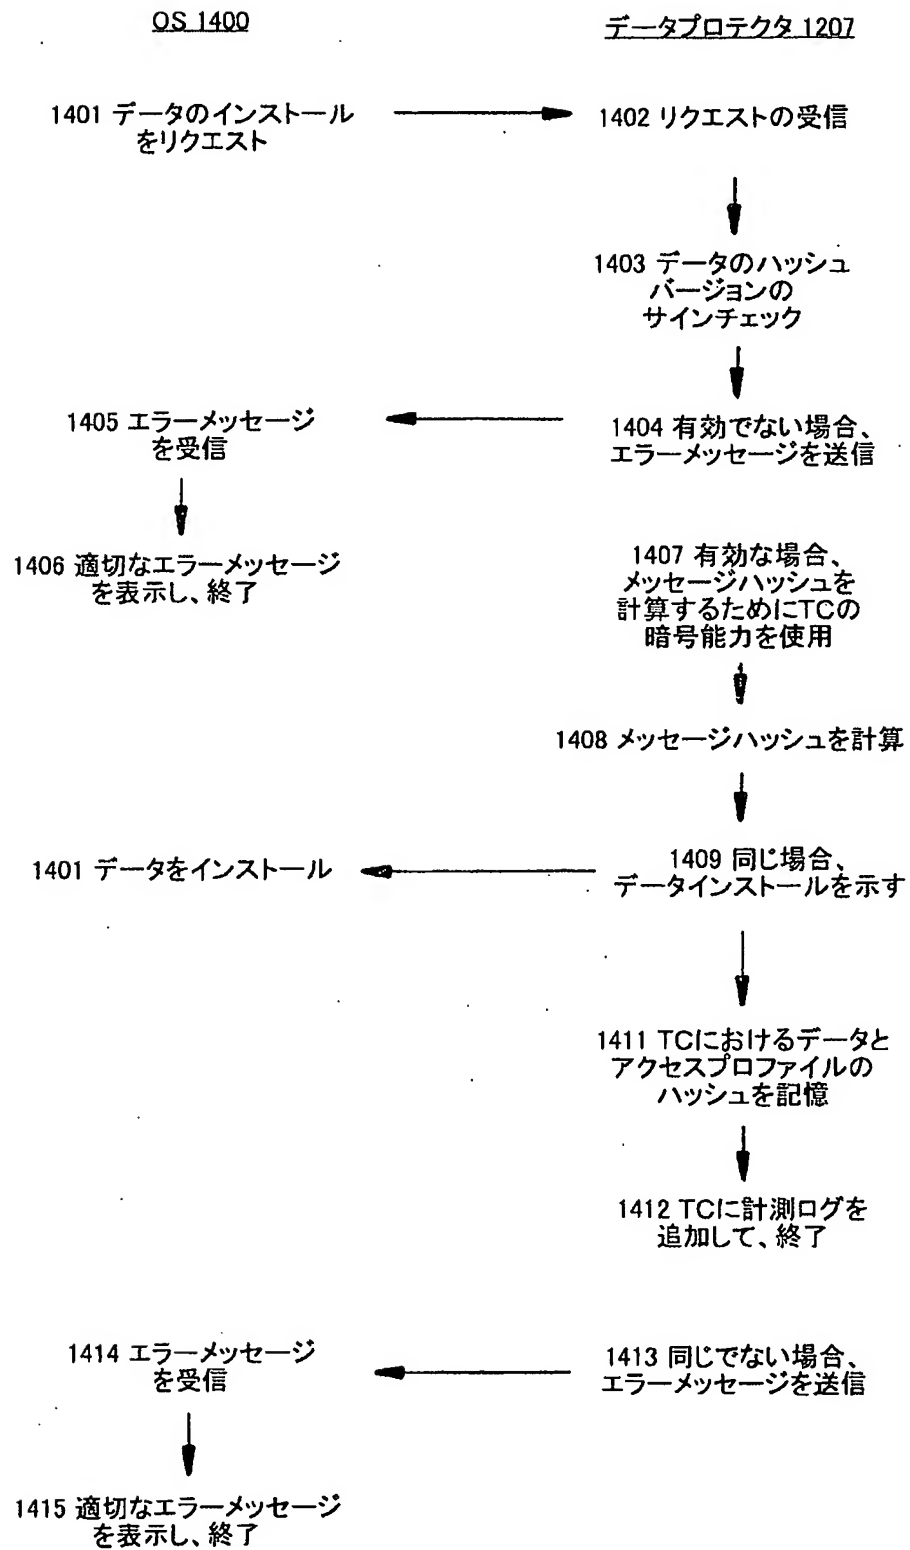 OS 1400
データプロテクタ 1207
1401 データのインストール
をリクエスト
1402 リクエストの受信
1403 データのハッシュ
バージョンの
サインチェック
1404 有効でない場合、
エラーメッセージを送信
1405 エラーメッセージ
を受信
1406 適切なエラーメッセージ
を表示し、終了
1407 有効な場合、
メッセージハッシュを
計算するためにTCの
暗号能力を使用
1408 メッセージハッシュを計算
1409 同じ場合、
データインストールを示す
1401 データをインストール
1411 TCにおけるデータと
アクセスプロファイルの
ハッシュを記憶
1412 TCに計測ログを
追加して、終了
1413 同じでない場合、
エラーメッセージを送信
1414 エラーメッセージ
を受信
1415 適切なエラーメッセージ
を表示し、終了